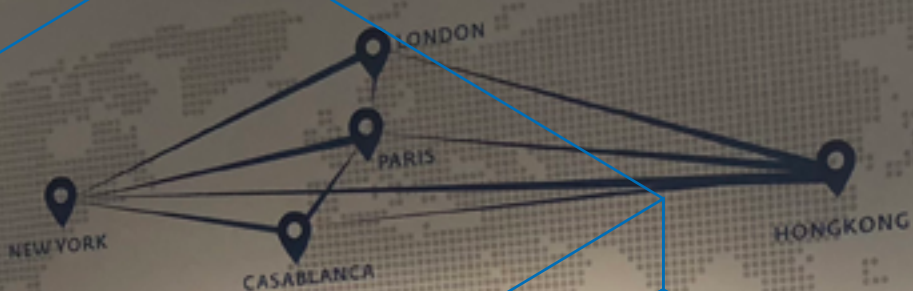 LONDON
PARIS
NEW YORK
HONGKONG
CASABLANCA